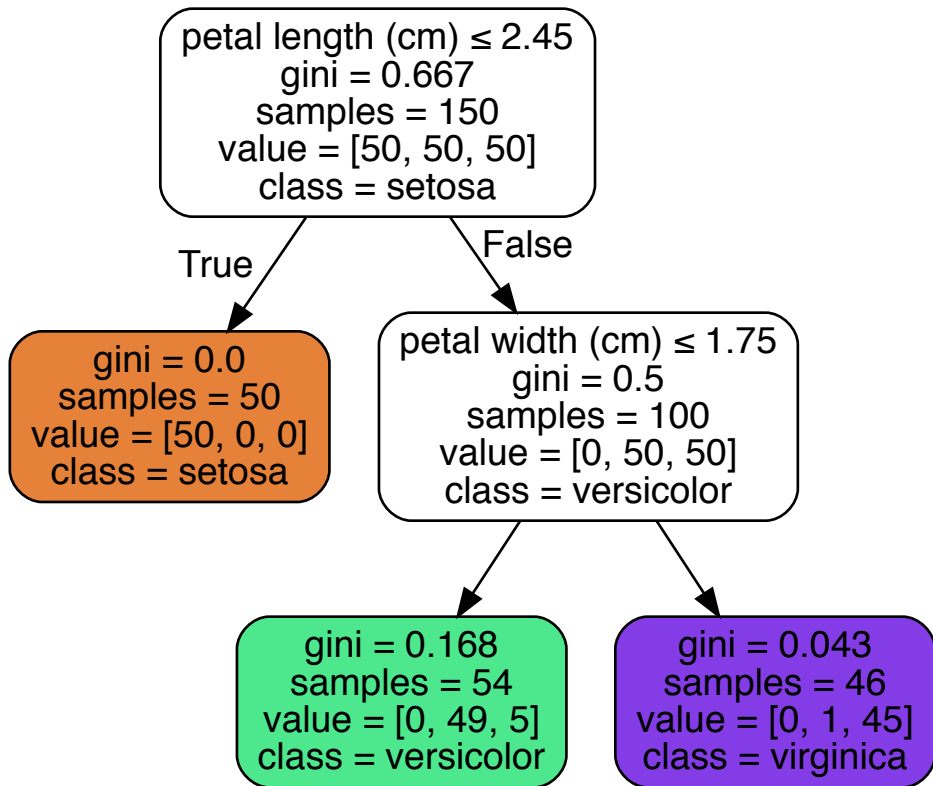 petal length (cm) ≤ 2.45
gini = 0.667
samples = 150
value = [50, 50, 50]
class = setosa
True
False
gini = 0.0
samples = 50
value = [50, 0, 0]
class = setosa
petal width (cm) ≤ 1.75
gini = 0.5
samples = 100
value = [0, 50, 50]
class = versicolor
gini = 0.168
samples = 54
value = [0, 49, 5]
class = versicolor
gini = 0.043
samples = 46
value = [0, 1, 45]
class = virginica